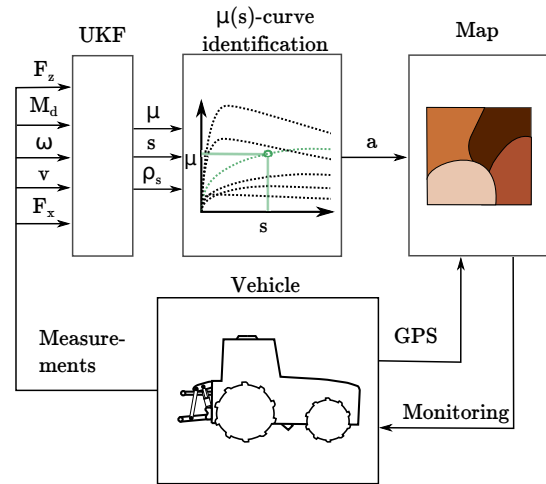 UKF
μ(s)-curve
identification
Map
F_z
M_d
ω
v
F_x
μ
s
ρ_s
μ
s
a
Vehicle
Measure-
ments
GPS
Monitoring